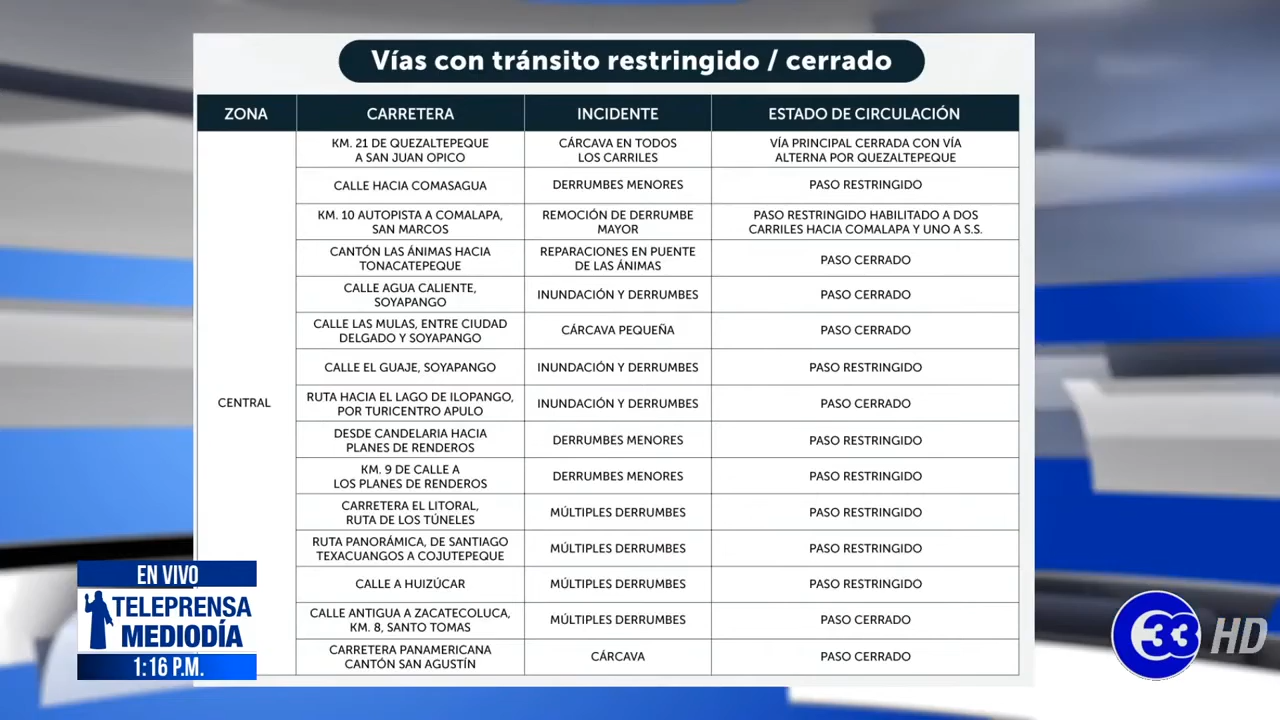 Vías con tránsito restringido / cerrado
ZONA CARRETERA INCIDENTE ESTADO DE CIRCULACIÓN
CENTRAL
KM. 21 DE QUEZALTEPEQUE
A SAN JUAN OPICO
CÁRCAVA EN TODOS
LOS CARRILES
VÍA PRINCIPAL CERRADA CON VÍA
ALTERNA POR QUEZALTEPEQUE
CALLE HACIA COMASAGUA
DERRUMBES MENORES
PASO RESTRINGIDO
KM. 10 AUTOPISTA A COMALAPA,
SAN MARCOS
REMOCIÓN DE DERRUMBE
MAYOR
PASO RESTRINGIDO HABILITADO A DOS
CARRILES HACIA COMALAPA Y UNO A S.S.
CANTÓN LAS ÁNIMAS HACIA
TONACATEPEQUE
REPARACIONES EN PUENTE
DE LAS ÁNIMAS
PASO CERRADO
CALLE AGUA CALIENTE,
SOYAPANGO
INUNDACIÓN Y DERRUMBES
PASO CERRADO
CALLE LAS MULAS, ENTRE CIUDAD
DELGADO Y SOYAPANGO
CÁRCAVA PEQUEÑA
PASO CERRADO
CALLE EL GUAJE, SOYAPANGO
INUNDACIÓN Y DERRUMBES
PASO RESTRINGIDO
RUTA HACIA EL LAGO DE ILOPANGO,
POR TURICENTRO APULO
INUNDACIÓN Y DERRUMBES
PASO CERRADO
DESDE CANDELARIA HACIA
PLANES DE RENDEROS
DERRUMBES MENORES
PASO RESTRINGIDO
KM. 9 DE CALLE A
LOS PLANES DE RENDEROS
DERRUMBES MENORES
PASO RESTRINGIDO
CARRETERA EL LITORAL,
RUTA DE LOS TÚNELES
MÚLTIPLES DERRUMBES
PASO RESTRINGIDO
RUTA PANORÁMICA, DE SANTIAGO
TEXACUANGOS A COJUTEPEQUE
MÚLTIPLES DERRUMBES
PASO RESTRINGIDO
CALLE A HUIZÚCAR
MÚLTIPLES DERRUMBES
PASO RESTRINGIDO
CALLE ANTIGUA A ZACATECOLUCA,
KM. 8, SANTO TOMAS
MÚLTIPLES DERRUMBES
PASO CERRADO
CARRETERA PANAMERICANA
CANTÓN SAN AGUSTÍN
CÁRCAVA
PASO CERRADO
EN VIVO
TELEPRENSA
MEDIODÍA
1:16 P.M.
33 HD